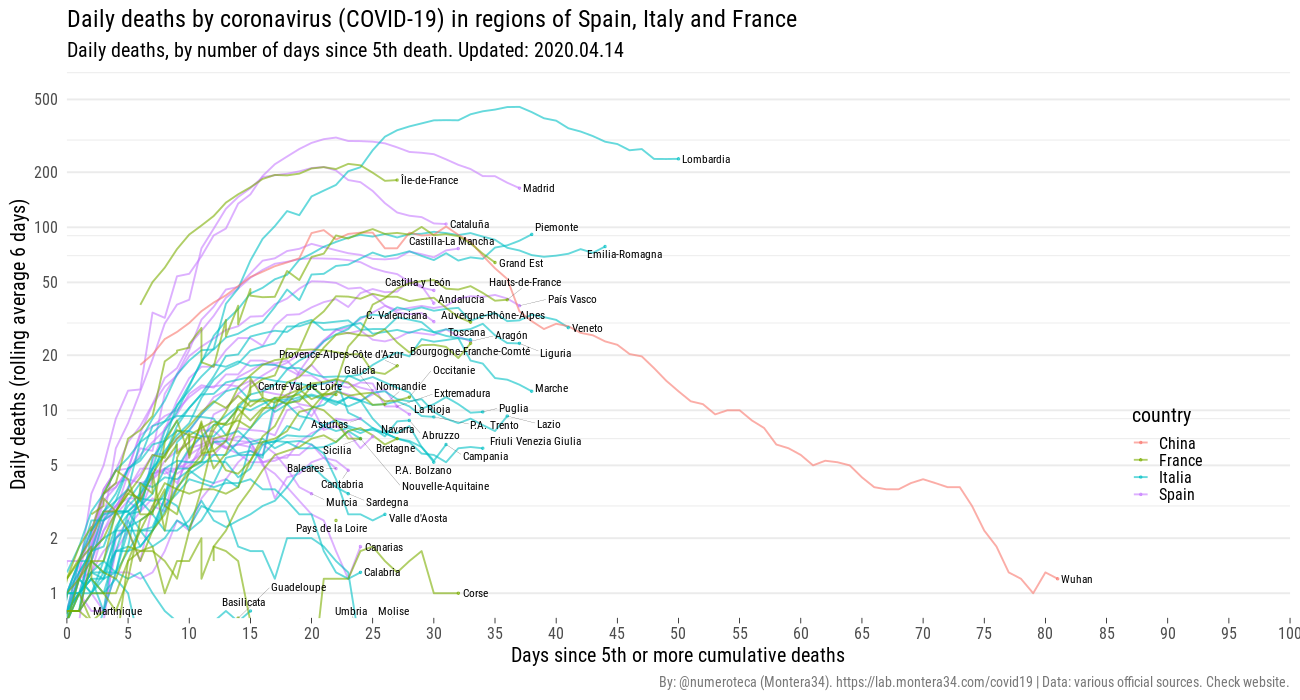 Daily deaths by coronavirus (COVID-19) in regions of Spain, Italy and France
Daily deaths, by number of days since 5th death. Updated: 2020.04.14
Daily deaths (rolling average 6 days)
500
200
100
50
20
10
5
2
1
Lombardia
Île-de-France
Madrid
Cataluña
Piemonte
Castilla-La Mancha
Emilia-Romagna
Grand Est
Castilla y León
Hauts-de-France
Andalucía
País Vasco
C. Valenciana
Auvergne-Rhône-Alpes
Veneto
Toscana
Aragón
Provence-Alpes-Côte d'Azur
Bourgogne-Franche-Comté
Liguria
Galicia
Occitanie
Centre-Val de Loire
Normandie
Extremadura
Marche
La Rioja
Puglia
Asturias
Navarra
P.A. Trento
Lazio
Abruzzo
Friuli Venezia Giulia
Sicilia
Bretagne
Campania
Baleares
P.A. Bolzano
Cantabria
Nouvelle-Aquitaine
Murcia
Sardegna
Valle d'Aosta
Pays de la Loire
Canarias
Calabria
Wuhan
Guadeloupe
Corse
Basilicata
Martinique
Umbria
Molise
country
China
France
Italia
Spain
0 5 10 15 20 25 30 35 40 45 50 55 60 65 70 75 80 85 90 95 100
Days since 5th or more cumulative deaths
By: @numeroteca (Montera34). https://lab.montera34.com/covid19 | Data: various official sources. Check website.